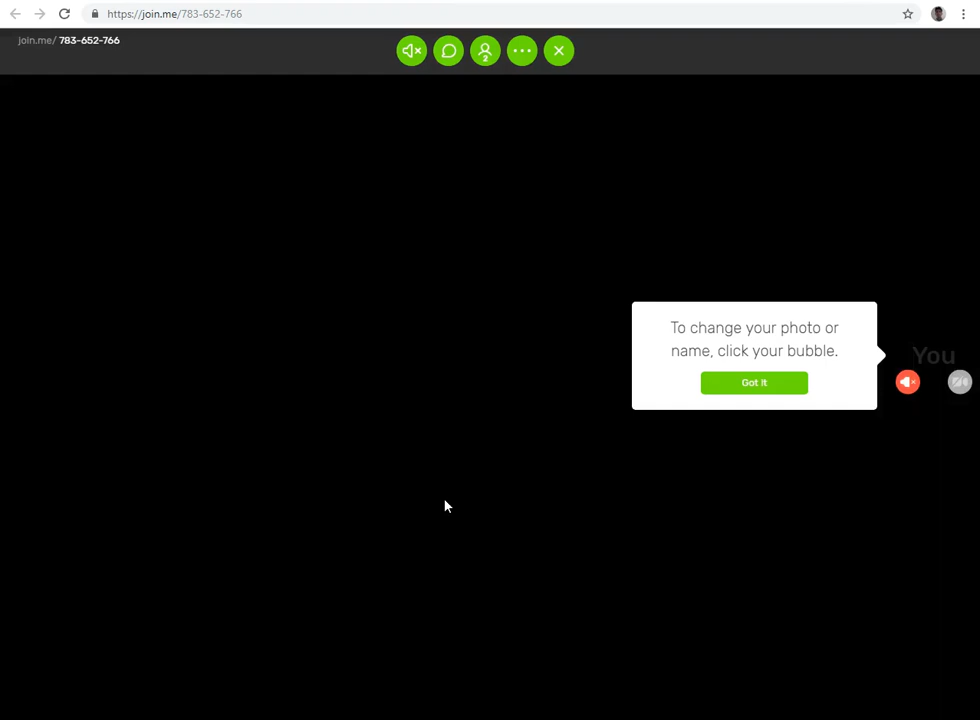 https://join.me/783-652-766
join.me/ 783-652-766
2
To change your photo or
name, click your bubble.
You
Got It